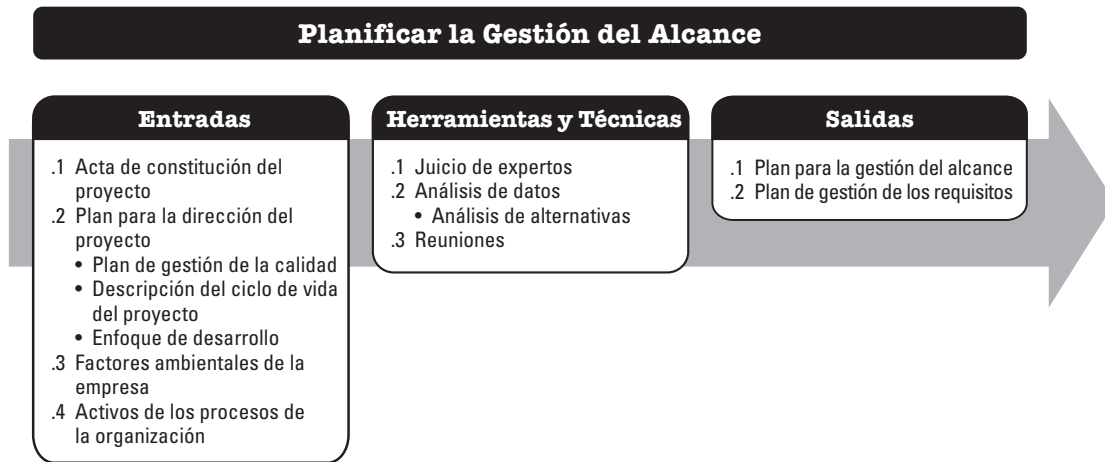 Planificar la Gestión del Alcance
Entradas
.1 Acta de constitución del
proyecto
.2 Plan para la dirección del
proyecto
• Plan de gestión de la calidad
• Descripción del ciclo de vida
del proyecto
• Enfoque de desarrollo
.3 Factores ambientales de la
empresa
.4 Activos de los procesos de
la organización
Herramientas y Técnicas
.1 Juicio de expertos
.2 Análisis de datos
• Análisis de alternativas
.3 Reuniones
Salidas
.1 Plan para la gestión del alcance
.2 Plan de gestión de los requisitos